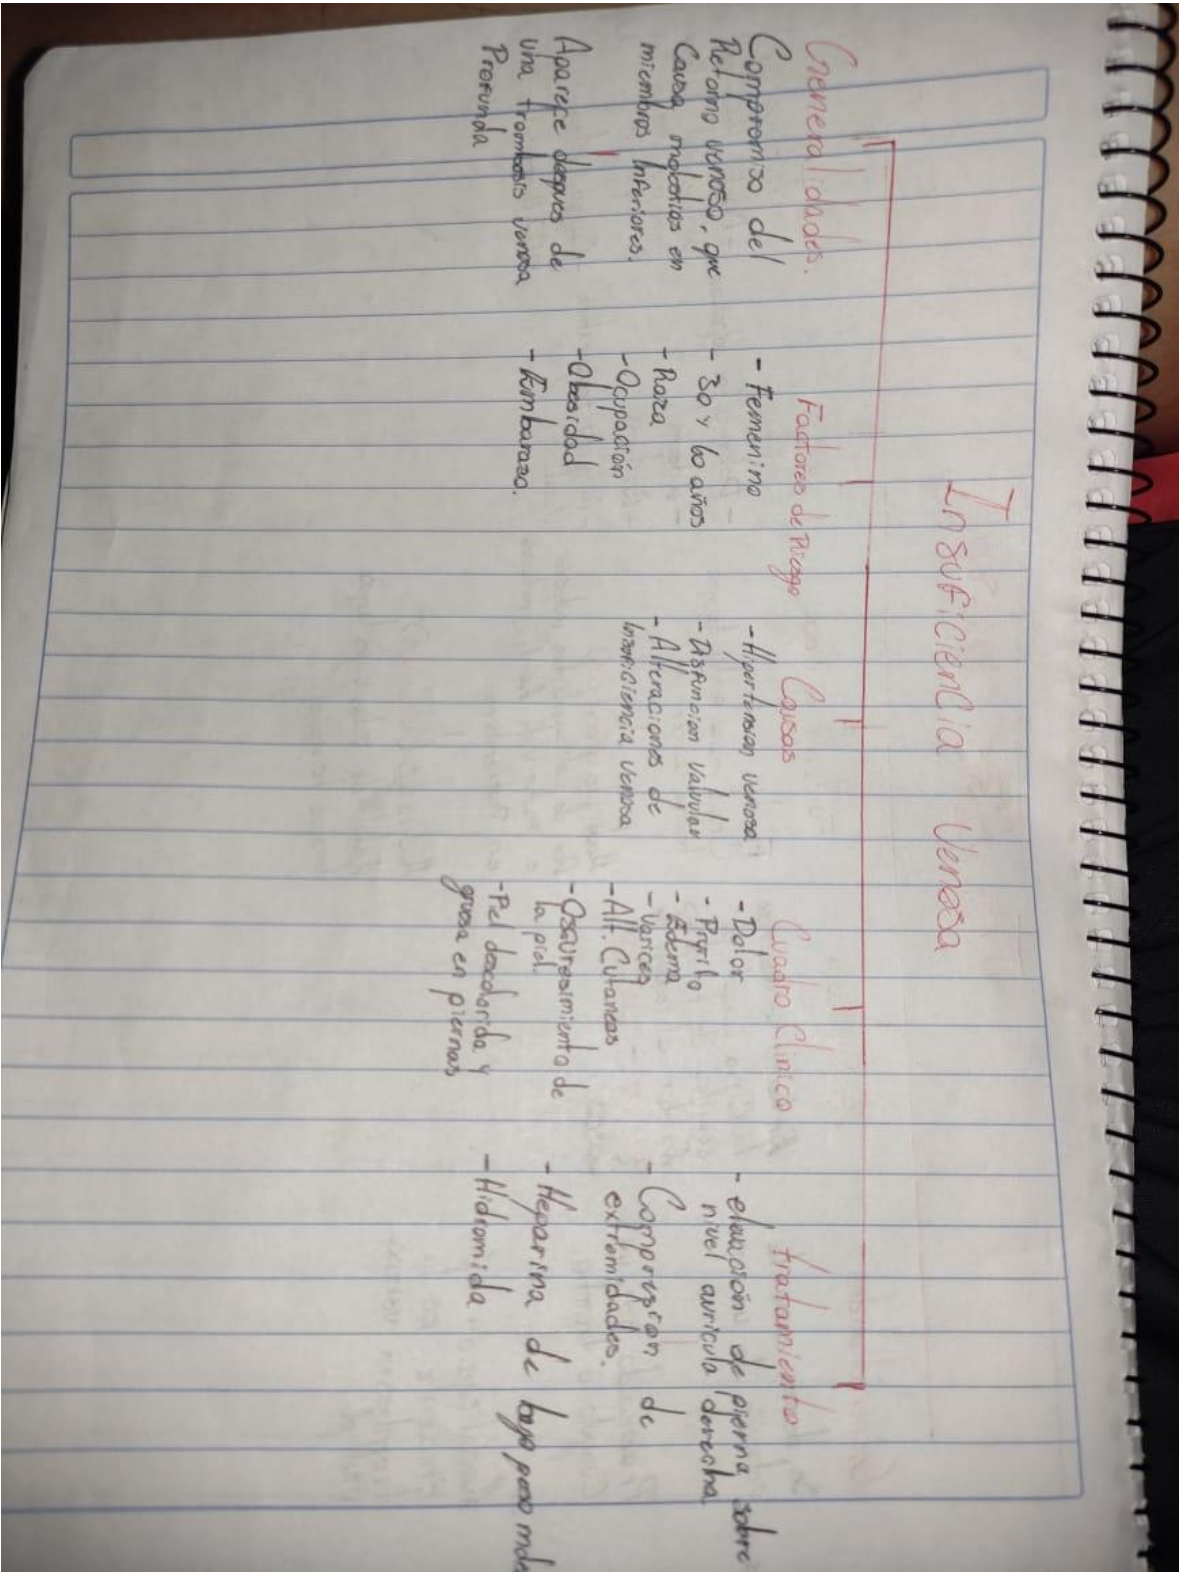 Insuficiencia Venosa
Generalidades.
Compromiso del
Retorno venoso, que
Causa molestias en
miembros Inferiores.
Aparece despues de
una trombosis venosa
Profunda
Factores de Riesgo
- Femenino
- 30 y 60 años
- Raza
- Ocupación
- Obesidad
- Embarazo.
Causas
- Hipertension venosa
- Disfuncion valvular
- Alteraciones de
Insuficiencia venosa
Cuadro Clinico
- Dolor
- Prurito
- Edema
- Varices
- Alt. Cutaneas
- Oscuresimiento de
la piel.
- Piel descolorida y
gruesa en piernas
tratamiento
- elevación de pierna sobre
nivel auricula derecha.
- Compresion de
extremidades.
- Heparina de bajo peso
- Hidromida